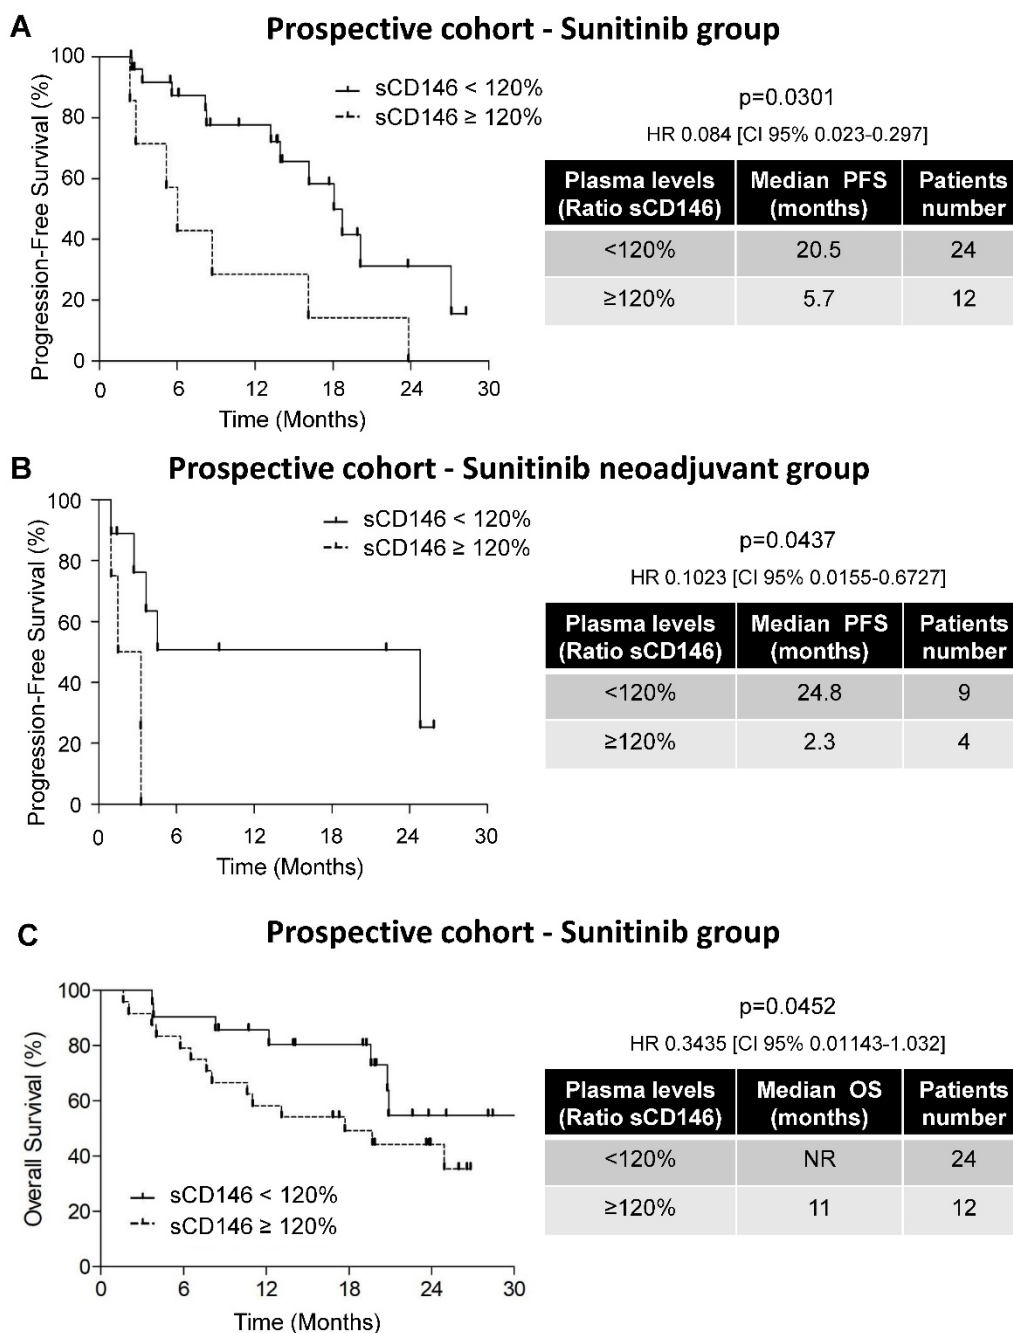 A
Prospective cohort - Sunitinib group
Progression-Free Survival (%)
100
80
60
40
20
0
0 6 12 18 24 30
Time (Months)
sCD146 < 120%
sCD146 ≥ 120%
p=0.0301
HR 0.084 [CI 95% 0.023-0.297]
Plasma levels Median PFS Patients
(Ratio sCD146) (months) number
<120% 20.5 24
≥120% 5.7 12
B
Prospective cohort - Sunitinib neoadjuvant group
Progression-Free Survival (%)
100
80
60
40
20
0
0 6 12 18 24 30
Time (Months)
sCD146 < 120%
sCD146 ≥ 120%
p=0.0437
HR 0.1023 [CI 95% 0.0155-0.6727]
Plasma levels Median PFS Patients
(Ratio sCD146) (months) number
<120% 24.8 9
≥120% 2.3 4
C
Prospective cohort - Sunitinib group
Overall Survival (%)
100
80
60
40
20
0
0 6 12 18 24 30
Time (Months)
sCD146 < 120%
sCD146 ≥ 120%
p=0.0452
HR 0.3435 [CI 95% 0.01143-1.032]
Plasma levels Median OS Patients
(Ratio sCD146) (months) number
<120% NR 24
≥120% 11 12